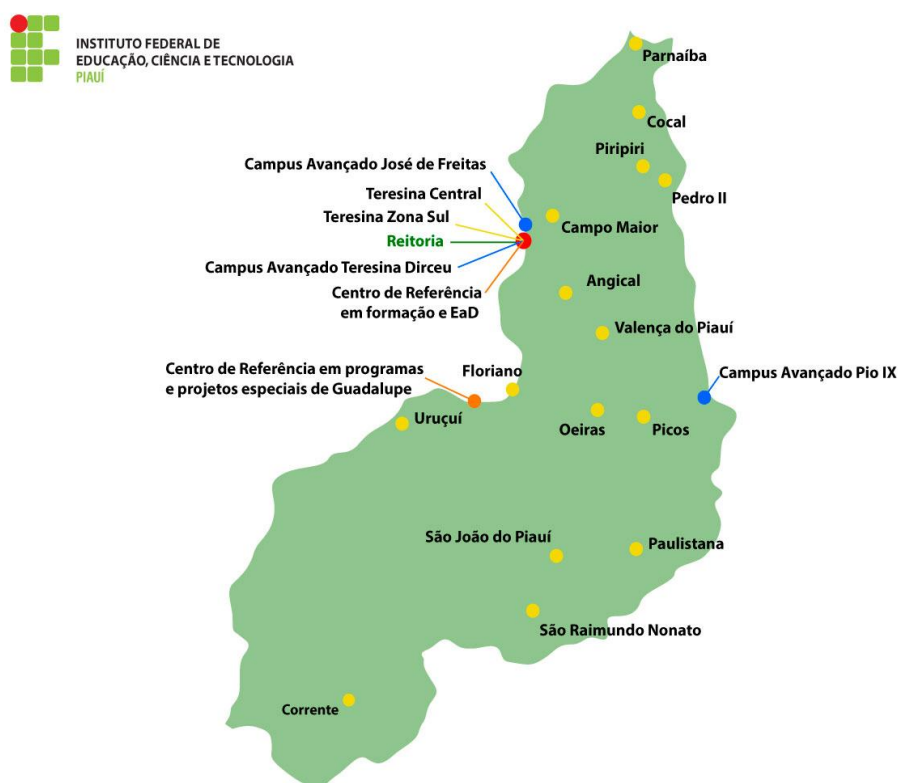 INSTITUTO FEDERAL DE
EDUCAÇÃO, CIÊNCIA E TECNOLOGIA
PIAUÍ
Parnaíba
Cocal
Piripiri
Campus Avançado José de Freitas
Pedro II
Teresina Central
Teresina Zona Sul
Campo Maior
Reitoria
Campus Avançado Teresina Dirceu
Angical
Centro de Referência
em formação e EaD
Valença do Piauí
Centro de Referência em programas
e projetos especiais de Guadalupe
Floriano
Campus Avançado Pio IX
Uruçuí
Oeiras
Picos
São João do Piauí
Paulistana
São Raimundo Nonato
Corrente